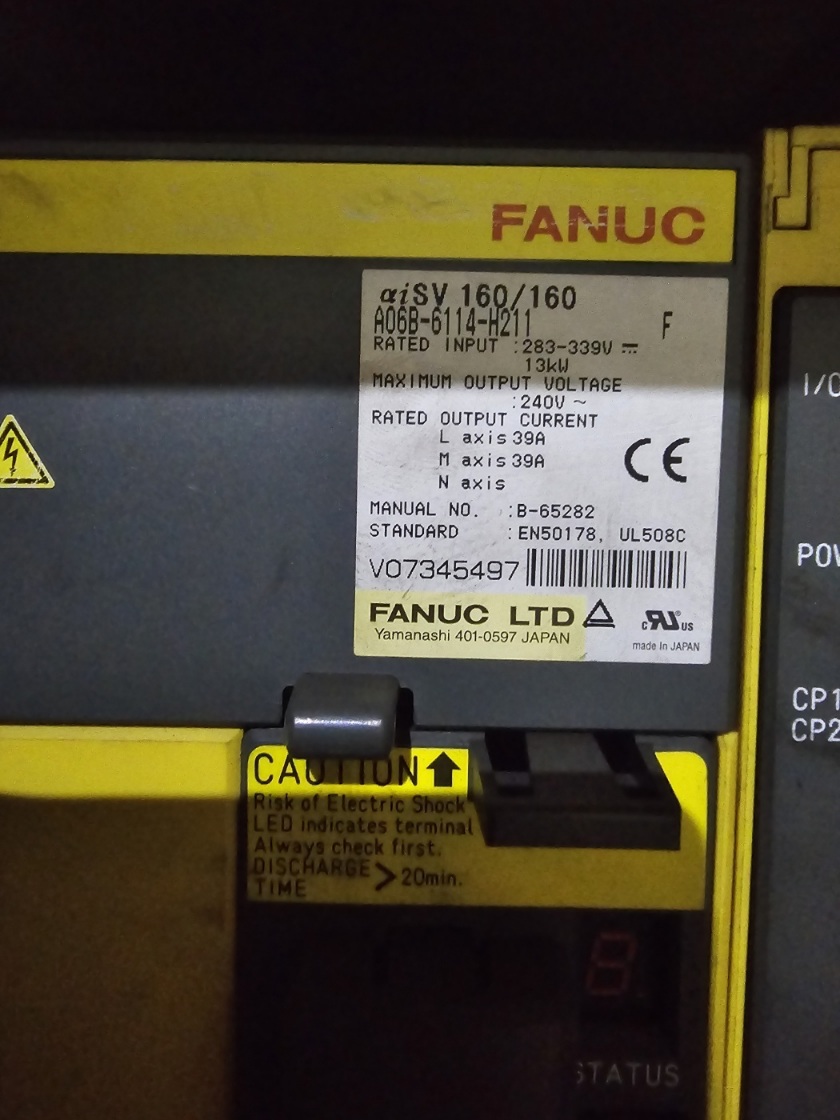 FANUC
αiSV 160/160
A06B-6114-H211
F
RATED INPUT :283-339V ⎓
13kW
MAXIMUM OUTPUT VOLTAGE
:240V ~
RATED OUTPUT CURRENT
L axis 39A
M axis 39A
N axis
CE
MANUAL NO. :B-65282
STANDARD :EN50178, UL508C
V07345497
FANUC LTD
Yamanashi 401-0597 JAPAN
c RU US
made in JAPAN
I/O
POW
CP1
CP2
CAUTION
Risk of Electric Shock
LED indicates terminal
Always check first.
DISCHARGE
TIME
> 20min.
8
STATUS